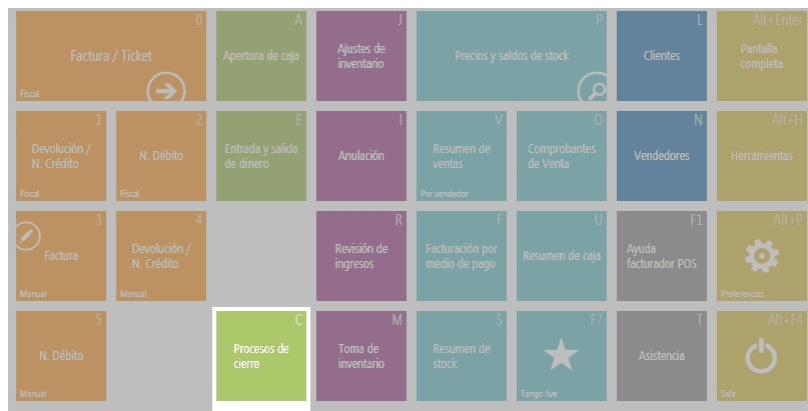 0
Factura / Ticket
Fiscal
A
Apertura de caja
J
Ajustes de
inventario
P
Precios y saldos de stock
L
Clientes
Alt+Enter
Pantalla
completa
1
Devolución /
N. Crédito
Fiscal
2
N. Débito
Fiscal
E
Entrada y salida
de dinero
I
Anulación
V
Resumen de
ventas
Por vendedor
O
Comprobantes
de Venta
N
Vendedores
Alt+H
Herramientas
3
Factura
Manual
4
Devolución /
N. Crédito
Manual
R
Revisión de
ingresos
F
Facturación por
medio de pago
U
Resumen de caja
F1
Ayuda
facturador POS
Alt+P
Preferencias
5
N. Débito
Manual
C
Procesos de
cierre
M
Toma de
inventario
S
Resumen de
stock
F7
Tango live
T
Asistencia
Alt+F4
Salir